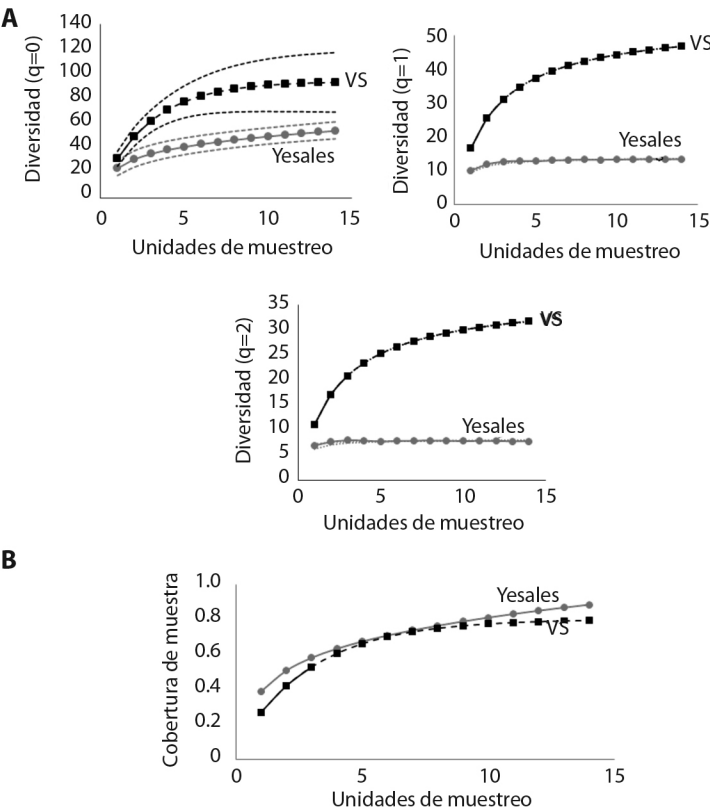 A
Diversidad (q=0)
140
120
100
80
60
40
20
0
VS
Yesales
0 5 10 15
Unidades de muestreo
Diversidad (q=1)
50
40
30
20
10
0
VS
Yesales
0 5 10 15
Unidades de muestreo
Diversidad (q=2)
35
30
25
20
15
10
5
0
VS
Yesales
0 5 10 15
Unidades de muestreo
B
Cobertura de muestra
1.0
0.8
0.6
0.4
0.2
0
Yesales
VS
0 5 10 15
Unidades de muestreo